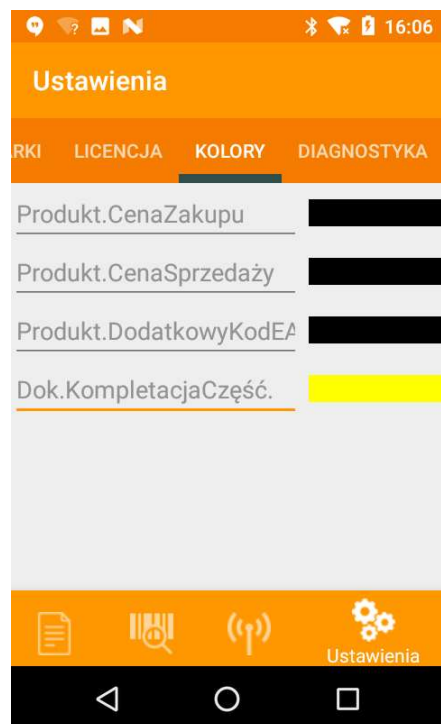 16:06
Ustawienia
RKI LICENCJA KOLORY DIAGNOSTYKA
Produkt.CenaZakupu
Produkt.CenaSprzedaży
Produkt.DodatkowyKodEA
Dok.KompletacjaCzęść.
Ustawienia